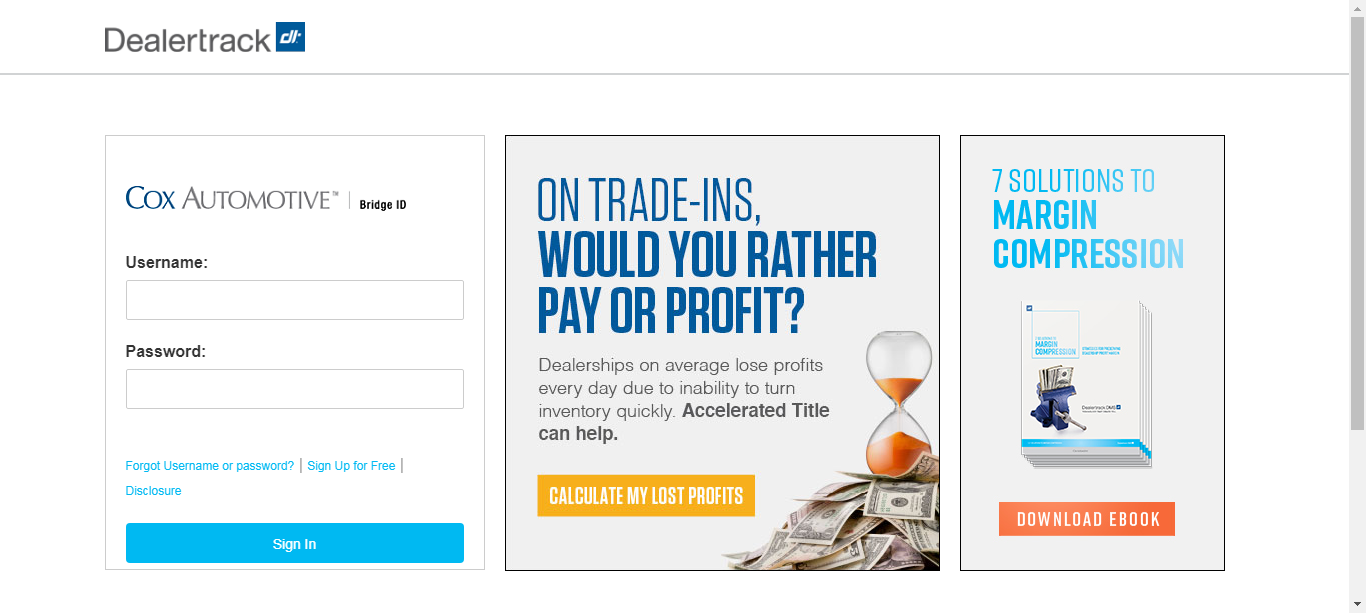 Dealertrack dt
COX AUTOMOTIVE™ | Bridge ID
Username:
Password:
Forgot Username or password? | Sign Up for Free |
Disclosure
Sign In
ON TRADE-INS,
WOULD YOU RATHER
PAY OR PROFIT?
Dealerships on average lose profits
every day due to inability to turn
inventory quickly. Accelerated Title
can help.
CALCULATE MY LOST PROFITS
7 SOLUTIONS TO
MARGIN
COMPRESSION
MARGIN
COMPRESSION
Dealertrack DMS
DOWNLOAD EBOOK